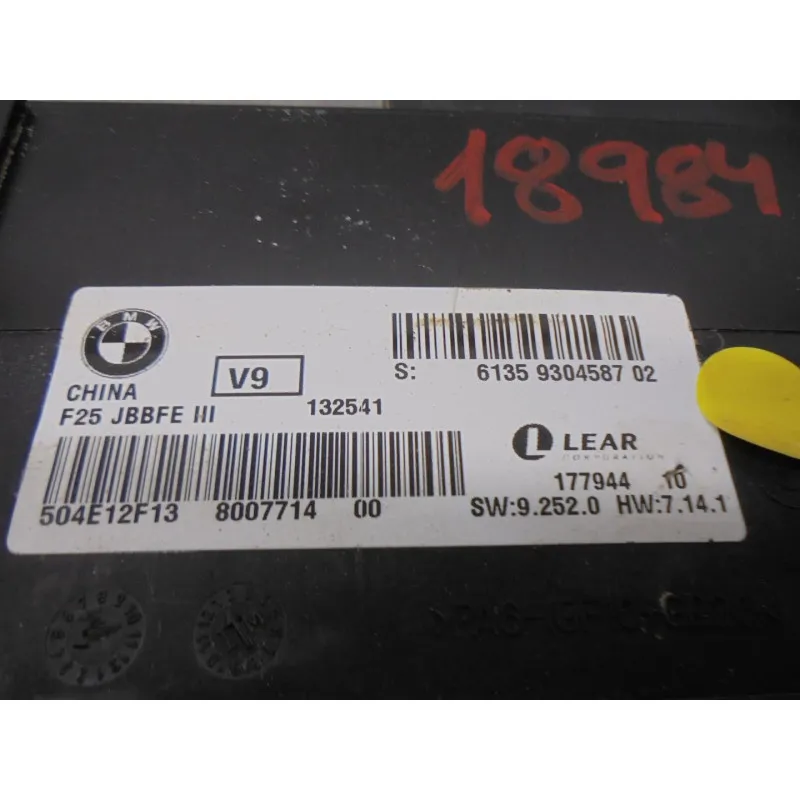 18984
BMW
CHINA
V9
S: 6135 9304587 02
F25 JBBFE III
132541
LEAR
CORPORATION
177944 10
504E12F13 8007714 00
SW:9.252.0 HW:7.14.1